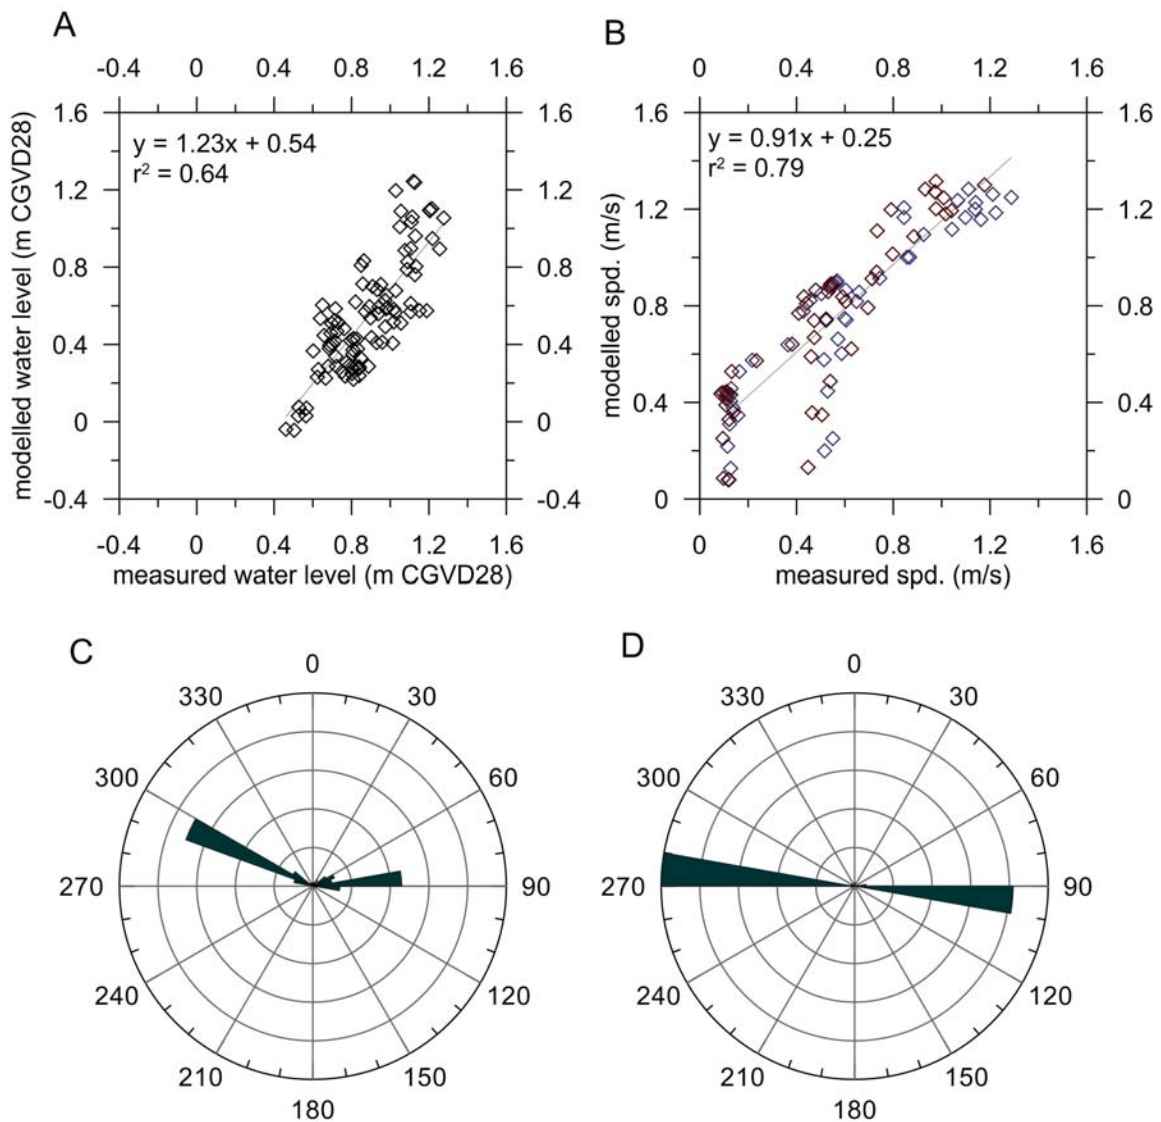 A
B
-0.4 0 0.4 0.8 1.2 1.6
0 0.4 0.8 1.2 1.6
1.6 1.6
y = 1.23x + 0.54
r² = 0.64
y = 0.91x + 0.25
r² = 0.79
1.2 1.2 1.2 1.2
0.8 0.8 0.8 0.8
0.4 0.4 0.4 0.4
0 0
-0.4 -0.4 0 0
modelled water level (m CGVD28)
modelled spd. (m/s)
-0.4 0 0.4 0.8 1.2 1.6
0 0.4 0.8 1.2 1.6
measured water level (m CGVD28)
measured spd. (m/s)
C
0
30
60
90
120
150
180
210
240
270
300
330
D
0
30
60
90
120
150
180
210
240
270
300
330